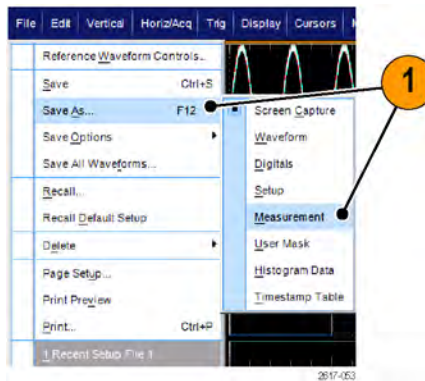 File Edit Vertical Horiz/Acq Trig Display Cursors
Reference Waveform Controls...
Save Ctrl+S
Save As... F12
Save Options
Save All Waveforms...
Recall...
Recall Default Setup
Delete
Page Setup...
Print Preview
Print... Ctrl+P
1 Recent Setup File 1
Screen Capture
Waveform
Digitals
Setup
Measurement
User Mask
Histogram Data
Timestamp Table
1
2617-053